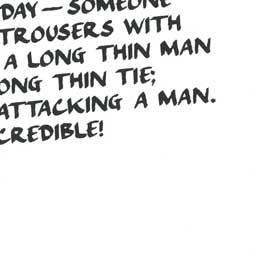 DAY — SOMEONE
TROUSERS WITH
A LONG THIN MAN
ONG THIN TIE;
ATTACKING A MAN.
CREDIBLE!